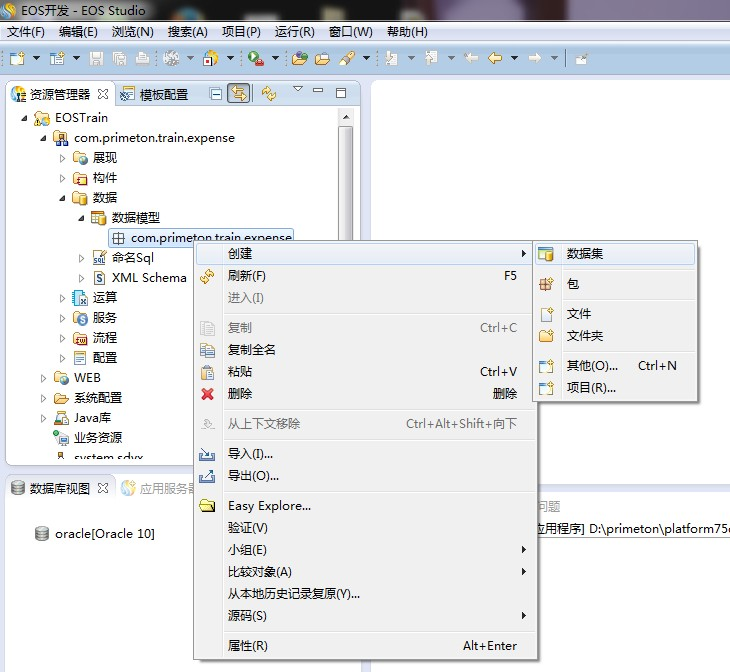 EOS开发 - EOS Studio
文件(F) 编辑(E) 浏览(N) 搜索(A) 项目(P) 运行(R) 窗口(W) 帮助(H)
资源管理器 模板配置
EOSTrain
com.primeton.train.expense
展现
构件
数据
数据模型
com.primeton.train.expense
命名Sql
XML Schema
运算
服务
流程
配置
WEB
系统配置
Java库
业务资源
system.sdyx
数据库视图 应用服务器
oracle[Oracle 10]
创建
刷新(F) F5
进入(I)
复制 Ctrl+C
复制全名
粘贴 Ctrl+V
删除 删除
从上下文移除 Ctrl+Alt+Shift+向下
导入(I)...
导出(O)...
Easy Explore...
验证(V)
小组(E)
比较对象(A)
从本地历史记录复原(Y)...
源码(S)
属性(R) Alt+Enter
数据集
包
文件
文件夹
其他(O)... Ctrl+N
项目(R)...
问题
应用程序] D:\primeton\platform75